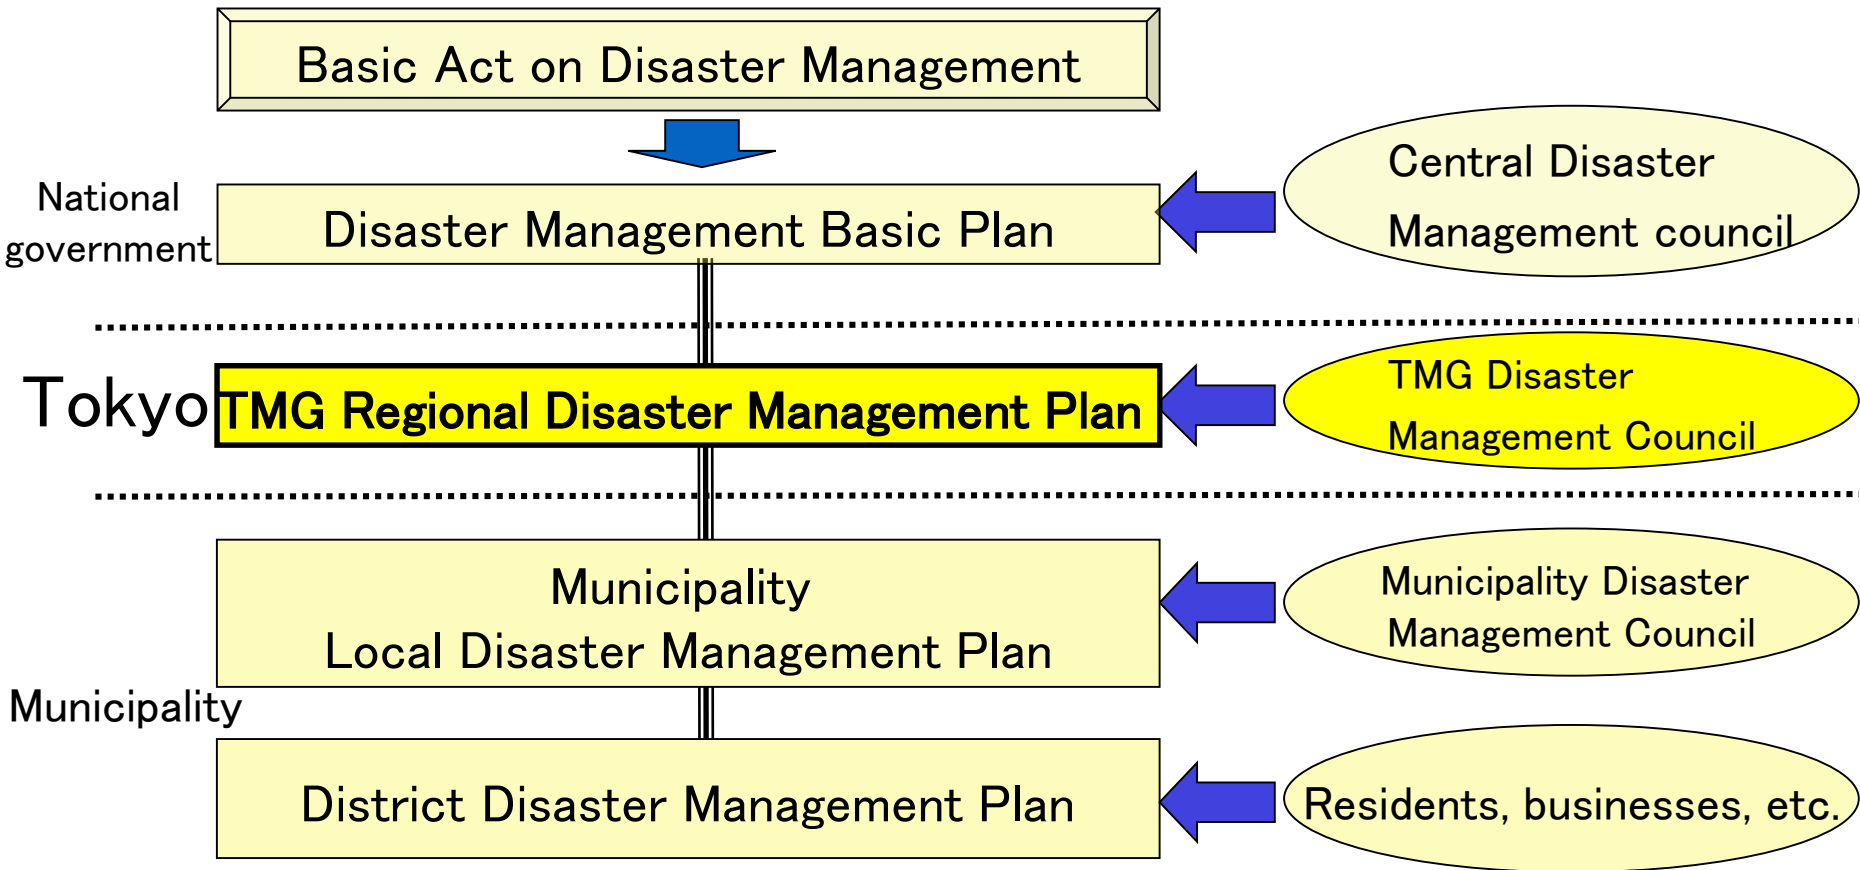 Basic Act on Disaster Management
National
government
Disaster Management Basic Plan
Central Disaster
Management council
Tokyo
TMG Regional Disaster Management Plan
TMG Disaster
Management Council
Municipality
Municipality
Local Disaster Management Plan
Municipality Disaster
Management Council
District Disaster Management Plan
Residents, businesses, etc.